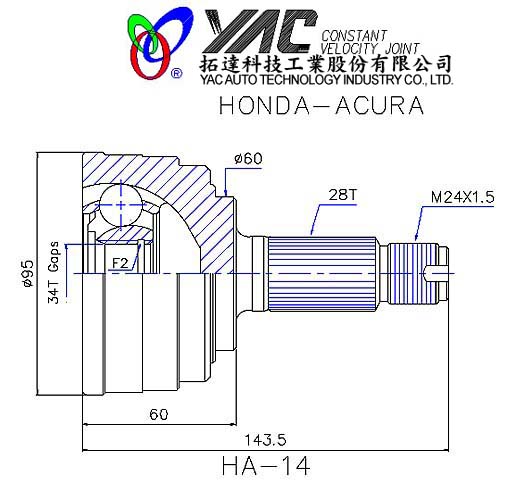 YAC CONSTANT
VELOCITY JOINT
®
拓達科技工業股份有限公司
YAC AUTO TECHNOLOGY INDUSTRY CO., LTD.
HONDA-ACURA
ø60
28T
M24X1.5
ø95
34T Gaps
F2
60
143.5
HA-14